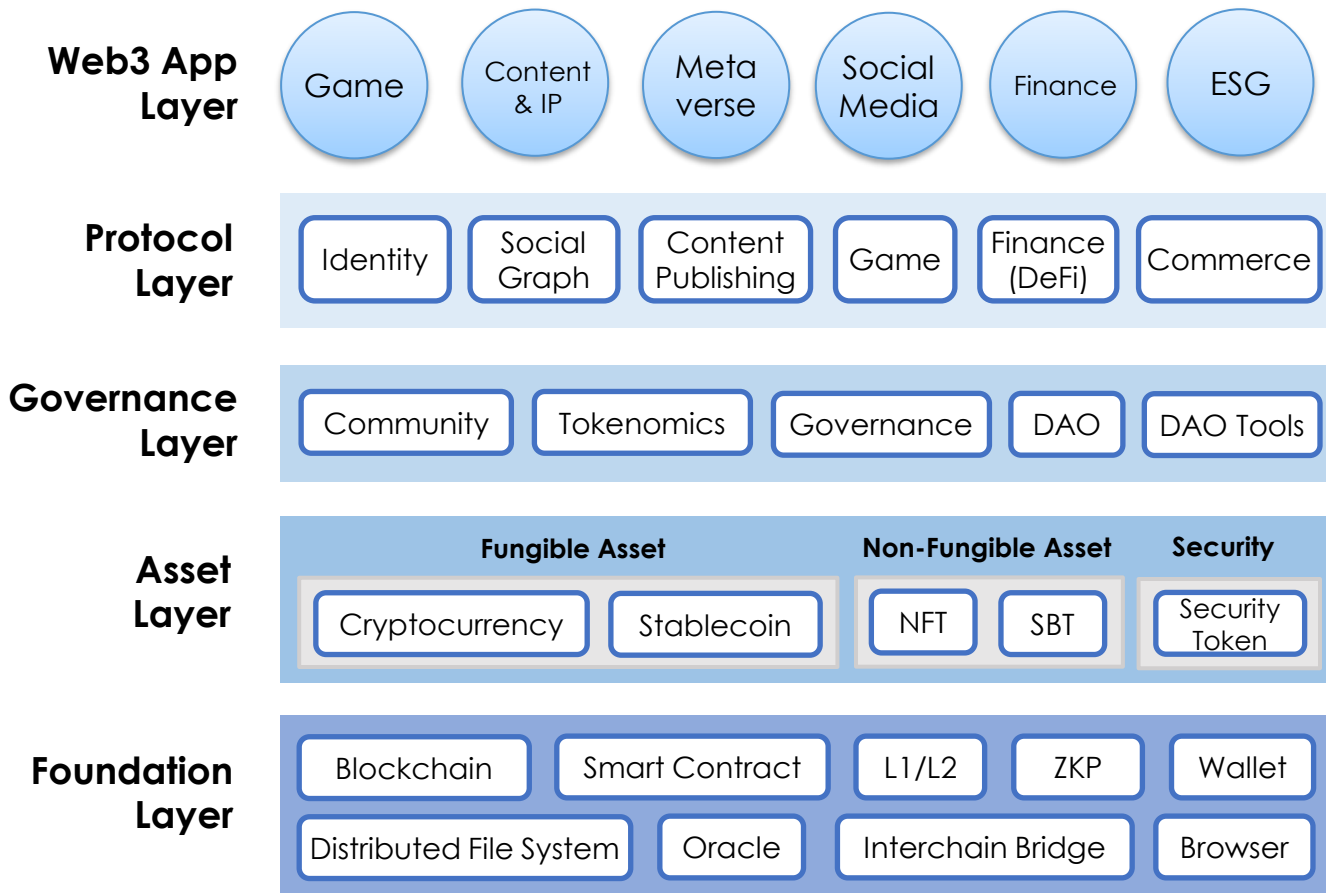 Web3 App
Layer
Game
Content
& IP
Meta
verse
Social
Media
Finance
ESG
Protocol
Layer
Identity
Social
Graph
Content
Publishing
Game
Finance
(DeFi)
Commerce
Governance
Layer
Community
Tokenomics
Governance
DAO
DAO Tools
Asset
Layer
Fungible Asset
Cryptocurrency
Stablecoin
Non-Fungible Asset
NFT
SBT
Security
Security
Token
Foundation
Layer
Blockchain
Smart Contract
L1/L2
ZKP
Wallet
Distributed File System
Oracle
Interchain Bridge
Browser